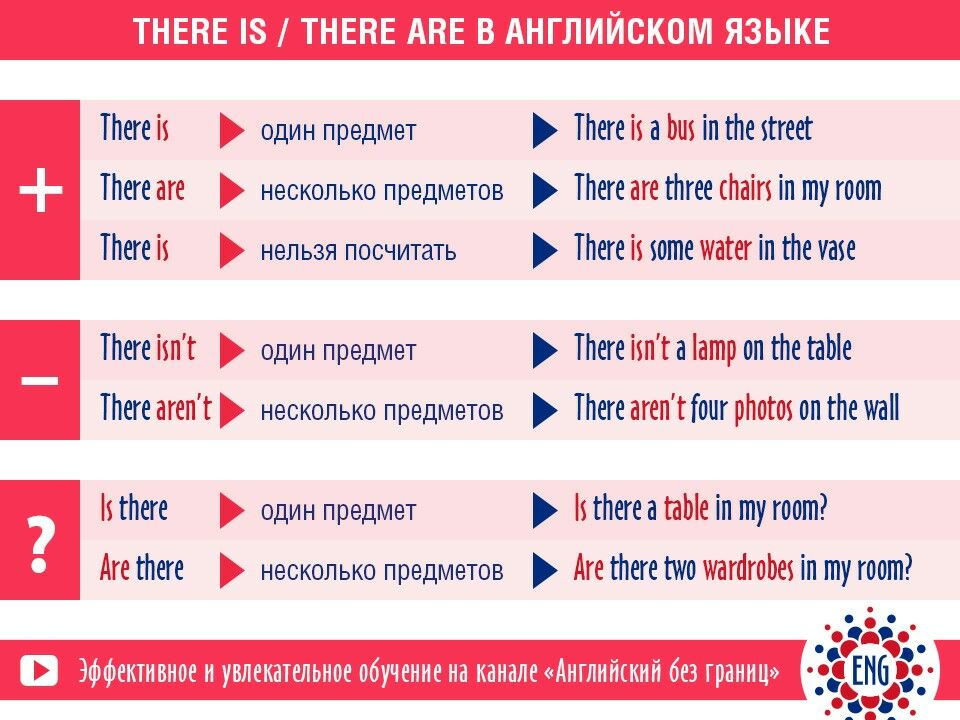 THERE IS / THERE ARE В АНГЛИЙСКОМ ЯЗЫКЕ
+
There is один предмет There is a bus in the street
There are несколько предметов There are three chairs in my room
There is нельзя посчитать There is some water in the vase
–
There isn't один предмет There isn't a lamp on the table
There aren't несколько предметов There aren't four photos on the wall
?
Is there один предмет Is there a table in my room?
Are there несколько предметов Are there two wardrobes in my room?
Эффективное и увлекательное обучение на канале «Английский без границ»
ENG